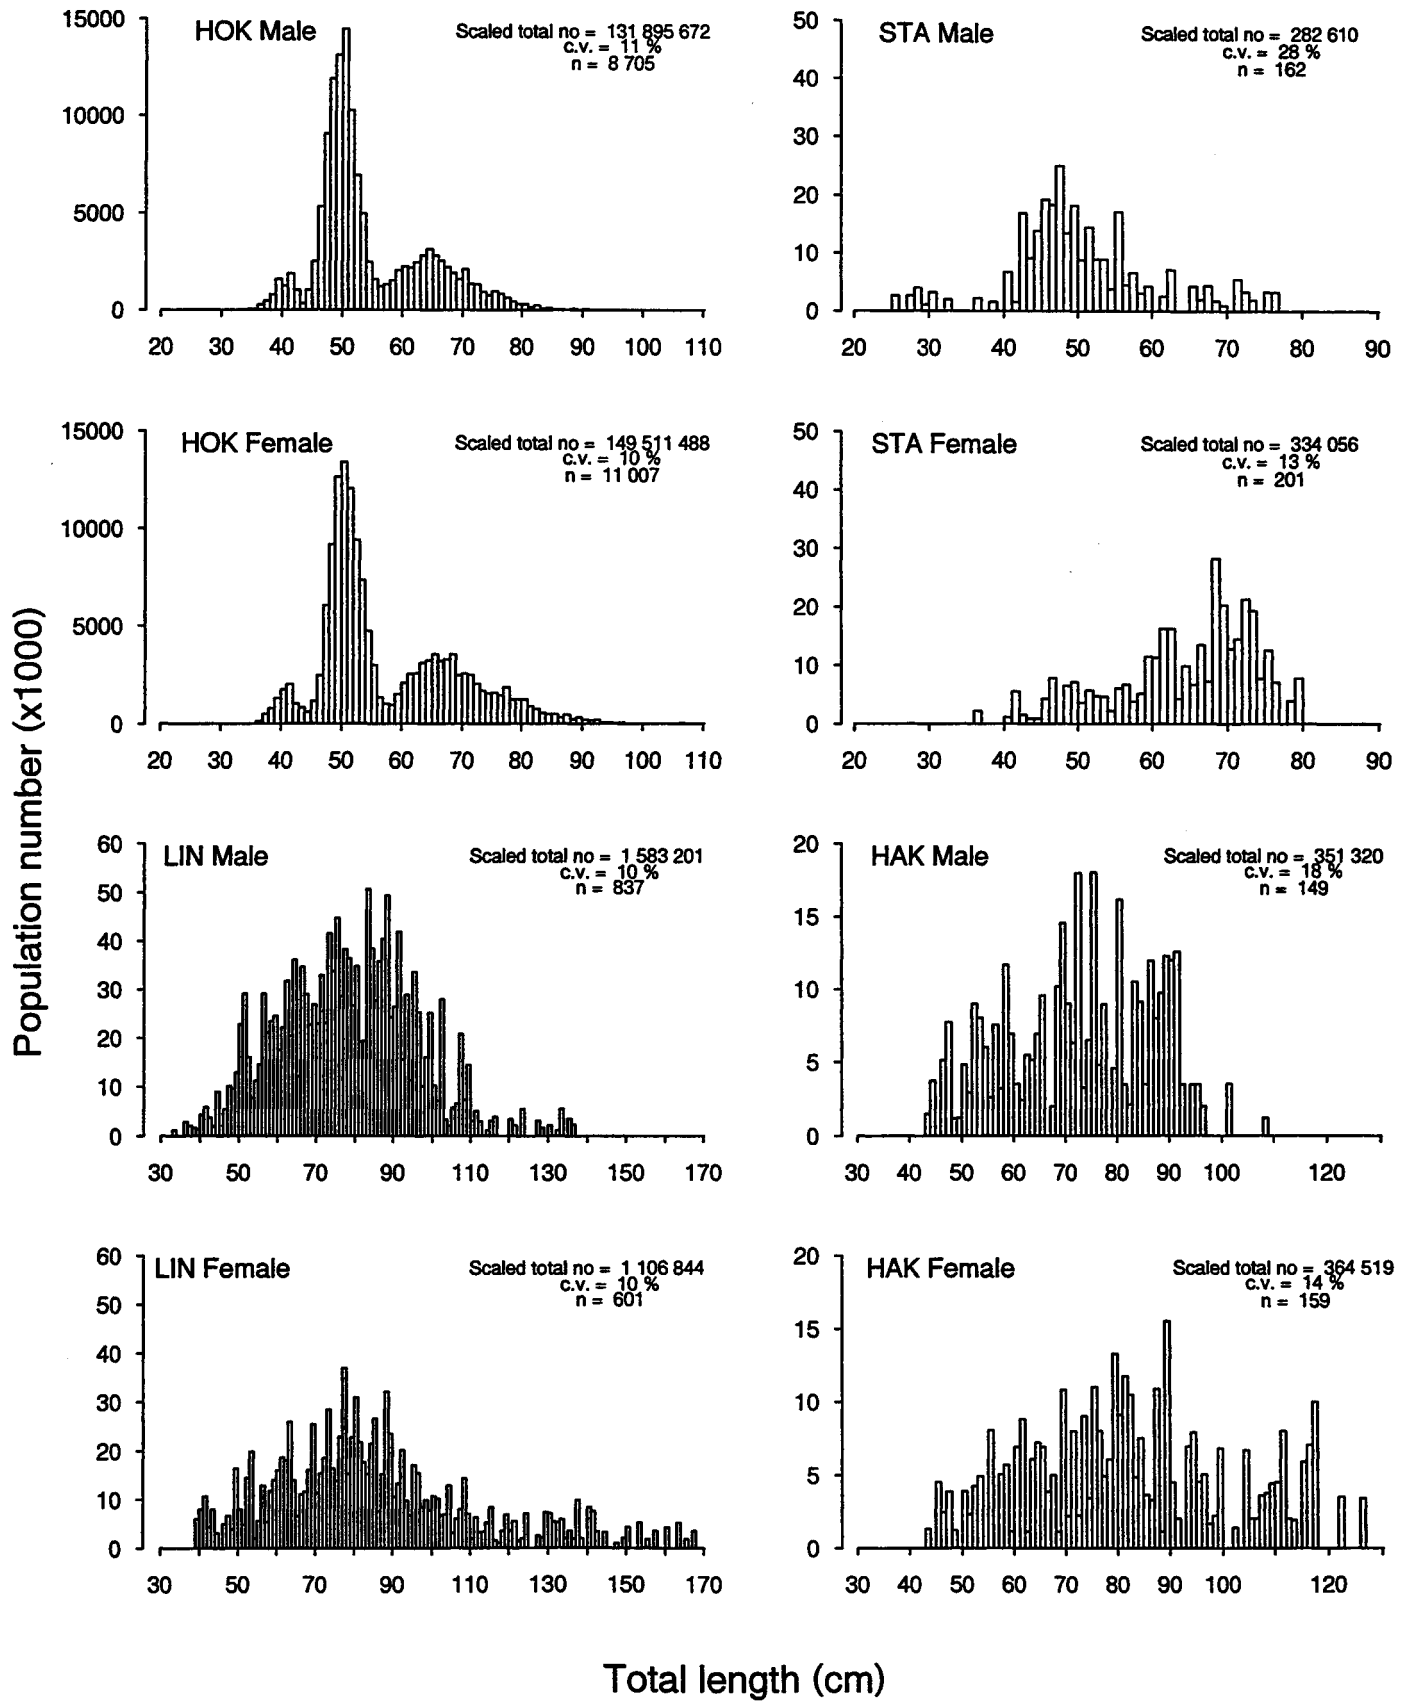 Population number (x1000)
HOK Male
Scaled total no = 131 895 672
c.v. = 11 %
n = 8 705
15000
10000
5000
0
20 30 40 50 60 70 80 90 100 110
STA Male
Scaled total no = 282 610
c.v. = 28 %
n = 162
50
40
30
20
10
0
20 30 40 50 60 70 80 90
HOK Female
Scaled total no = 149 511 488
c.v. = 10 %
n = 11 007
15000
10000
5000
0
20 30 40 50 60 70 80 90 100 110
STA Female
Scaled total no = 334 056
c.v. = 13 %
n = 201
50
40
30
20
10
0
20 30 40 50 60 70 80 90
LIN Male
Scaled total no = 1 583 201
c.v. = 10 %
n = 837
60
50
40
30
20
10
0
30 50 70 90 110 130 150 170
HAK Male
Scaled total no = 351 320
c.v. = 18 %
n = 149
20
15
10
5
0
30 40 50 60 70 80 90 100 120
LIN Female
Scaled total no = 1 106 844
c.v. = 10 %
n = 601
60
50
40
30
20
10
0
30 50 70 90 110 130 150 170
HAK Female
Scaled total no = 364 519
c.v. = 14 %
n = 159
20
15
10
5
0
30 40 50 60 70 80 90 100 120
Total length (cm)